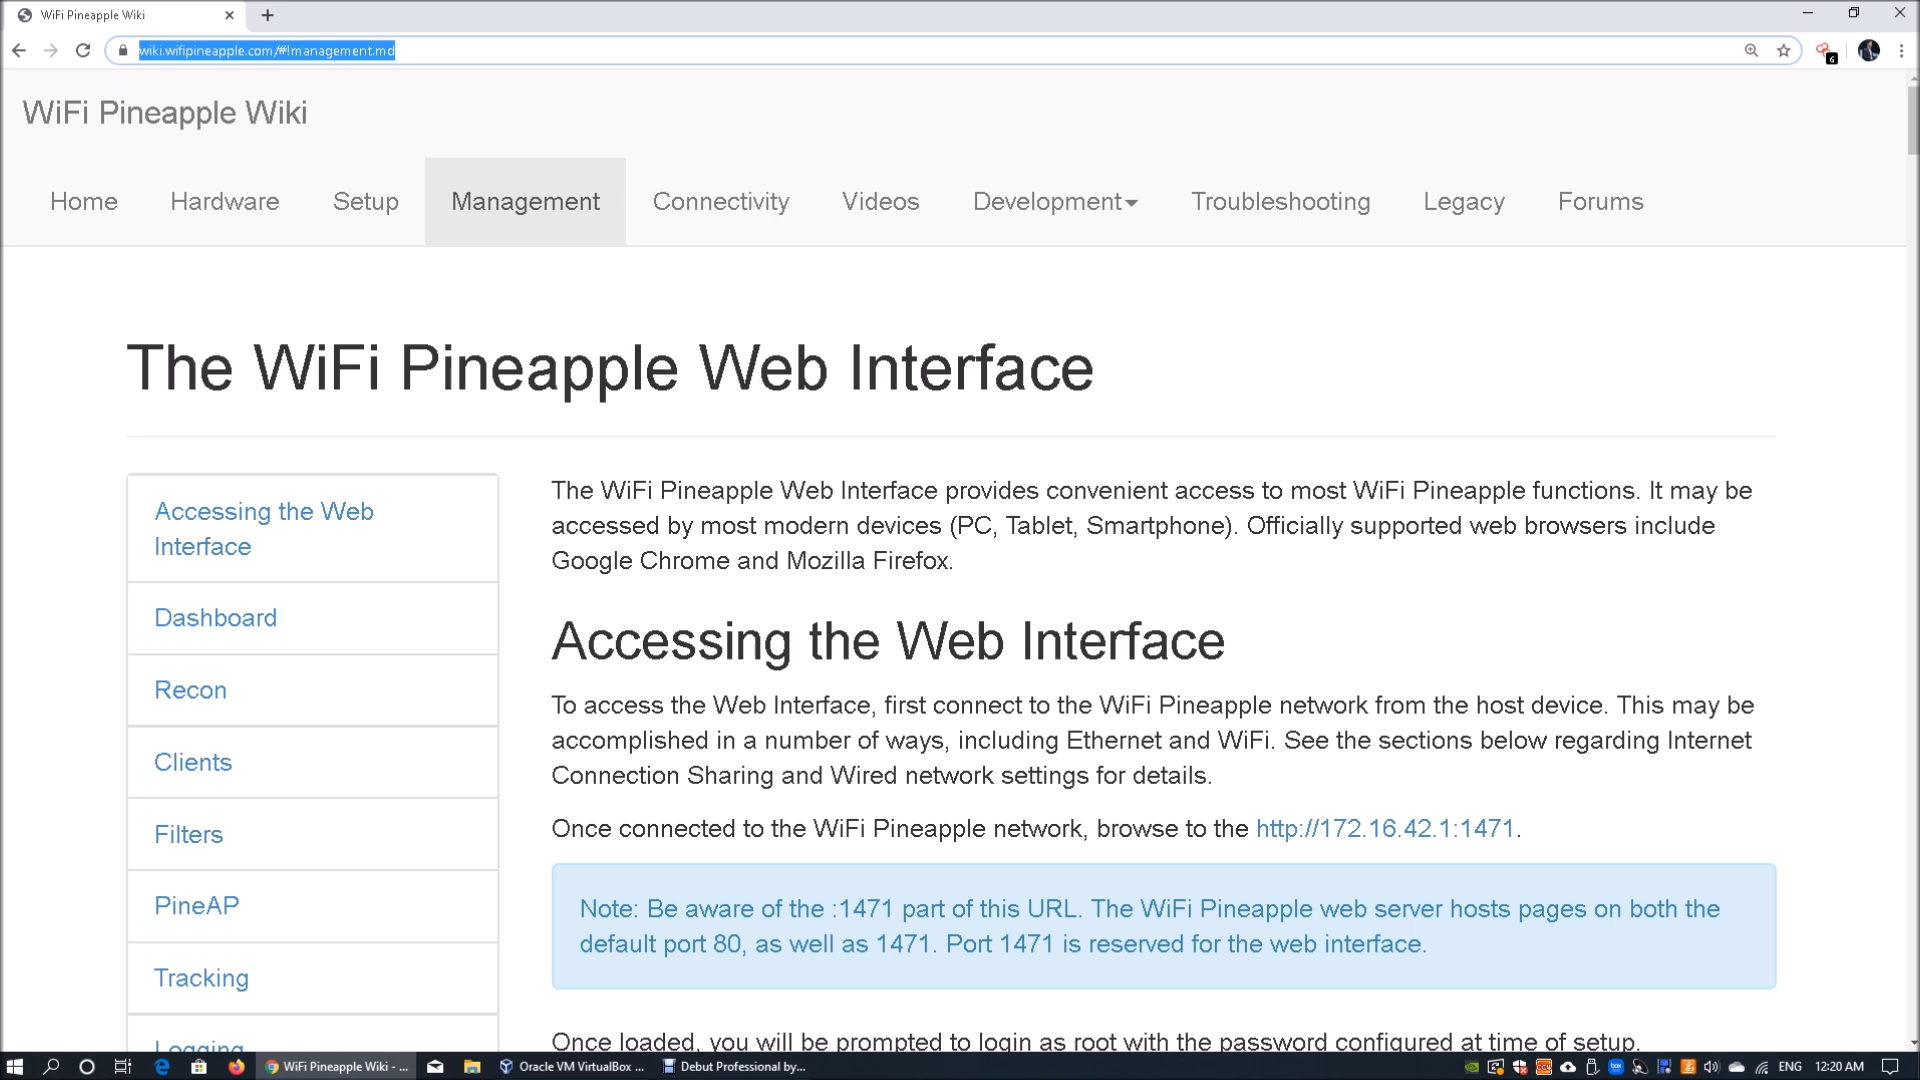 WiFi Pineapple Wiki
wiki.wifipineapple.com/#!management.md
6
WiFi Pineapple Wiki
Home Hardware Setup Management Connectivity Videos Development Troubleshooting Legacy Forums
The WiFi Pineapple Web Interface
Accessing the Web
Interface
Dashboard
Recon
Clients
Filters
PineAP
Tracking
Logging
The WiFi Pineapple Web Interface provides convenient access to most WiFi Pineapple functions. It may be
accessed by most modern devices (PC, Tablet, Smartphone). Officially supported web browsers include
Google Chrome and Mozilla Firefox.
Accessing the Web Interface
To access the Web Interface, first connect to the WiFi Pineapple network from the host device. This may be
accomplished in a number of ways, including Ethernet and WiFi. See the sections below regarding Internet
Connection Sharing and Wired network settings for details.
Once connected to the WiFi Pineapple network, browse to the http://172.16.42.1:1471.
Note: Be aware of the :1471 part of this URL. The WiFi Pineapple web server hosts pages on both the
default port 80, as well as 1471. Port 1471 is reserved for the web interface.
Once loaded, you will be prompted to login as root with the password configured at time of setup.
WiFi Pineapple Wiki - ... Oracle VM VirtualBox ... Debut Professional by... ENG 12:20 AM